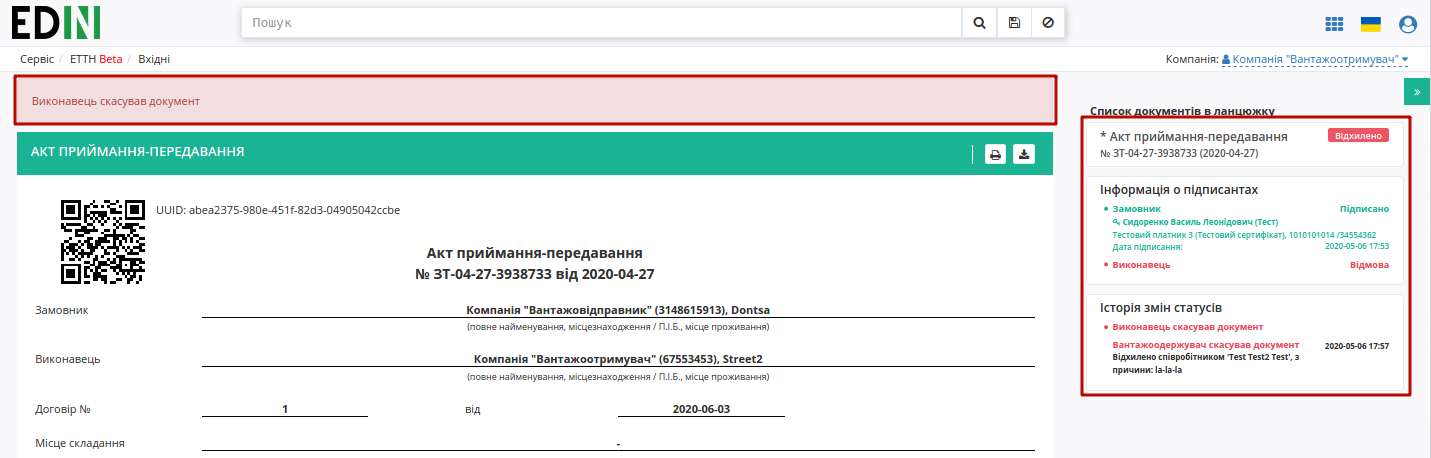 EDIN
Пошук
Сервіс / ЕТТН Beta / Вхідні
Компанія: Компанія "Вантажоотримувач"
Виконавець скасував документ
»
АКТ ПРИЙМАННЯ-ПЕРЕДАВАННЯ
UUID: abea2375-980e-451f-82d3-04905042ccbe
Акт приймання-передавання
№ ЗТ-04-27-3938733 від 2020-04-27
Замовник
Компанія "Вантажовідправник" (3148615913), Dontsa
(повне найменування, місцезнаходження / П.І.Б., місце проживання)
Виконавець
Компанія "Вантажоотримувач" (67553453), Street2
(повне найменування, місцезнаходження / П.І.Б., місце проживання)
Договір № 1 від 2020-06-03
Місце складання -
Список документів в ланцюжку
* Акт приймання-передавання Відхилено
№ ЗТ-04-27-3938733 (2020-04-27)
Інформація о підписантах
Замовник Підписано
Сидоренко Василь Леонідович (Тест)
Тестовий платник 3 (Тестовий сертифікат), 1010101014 /34554362
Дата підписання: 2020-05-06 17:53
Виконавець Відмова
Історія змін статусів
Виконавець скасував документ
Вантажоодержувач скасував документ 2020-05-06 17:57
Відхилено співробітником 'Test Test2 Test', з
причини: la-la-la